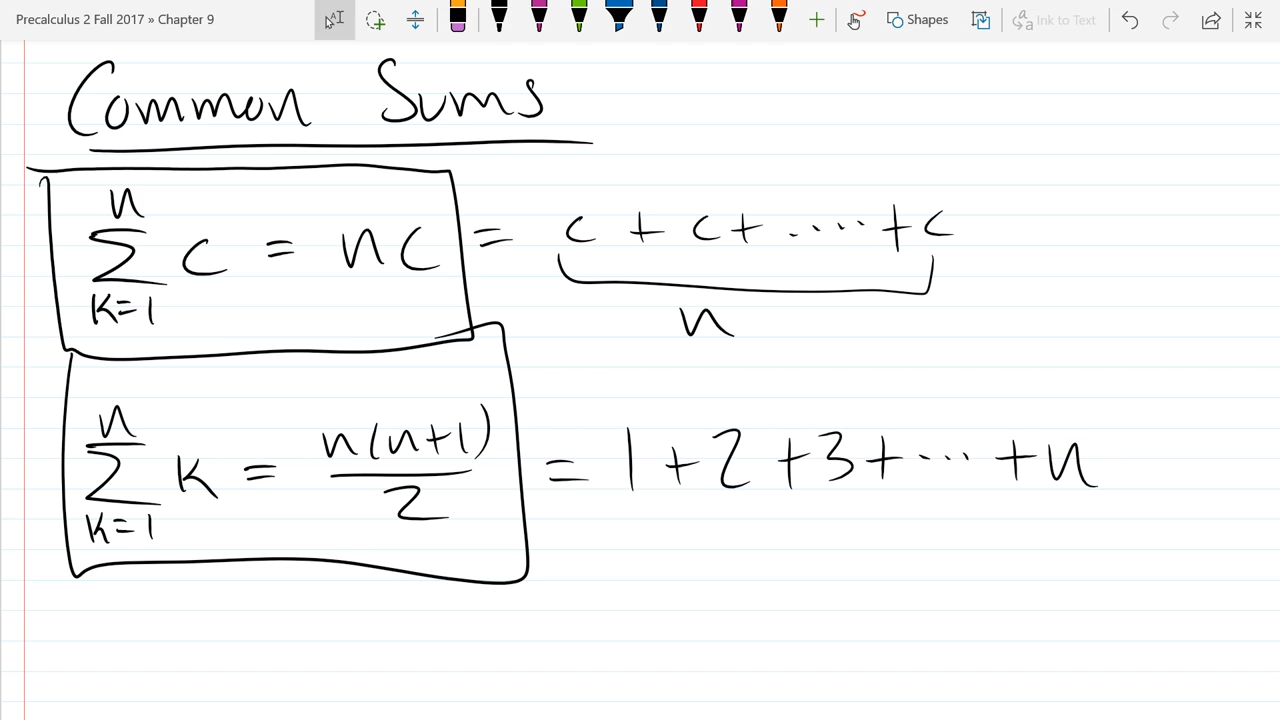 Precalculus 2 Fall 2017 » Chapter 9
Shapes
Ink to Text
Common Sums
n
∑ c = nc = c + c + ..... + c
k=1
n
n
∑ k = n(n+1)/2 = 1 + 2 + 3 + ... + n
k=1